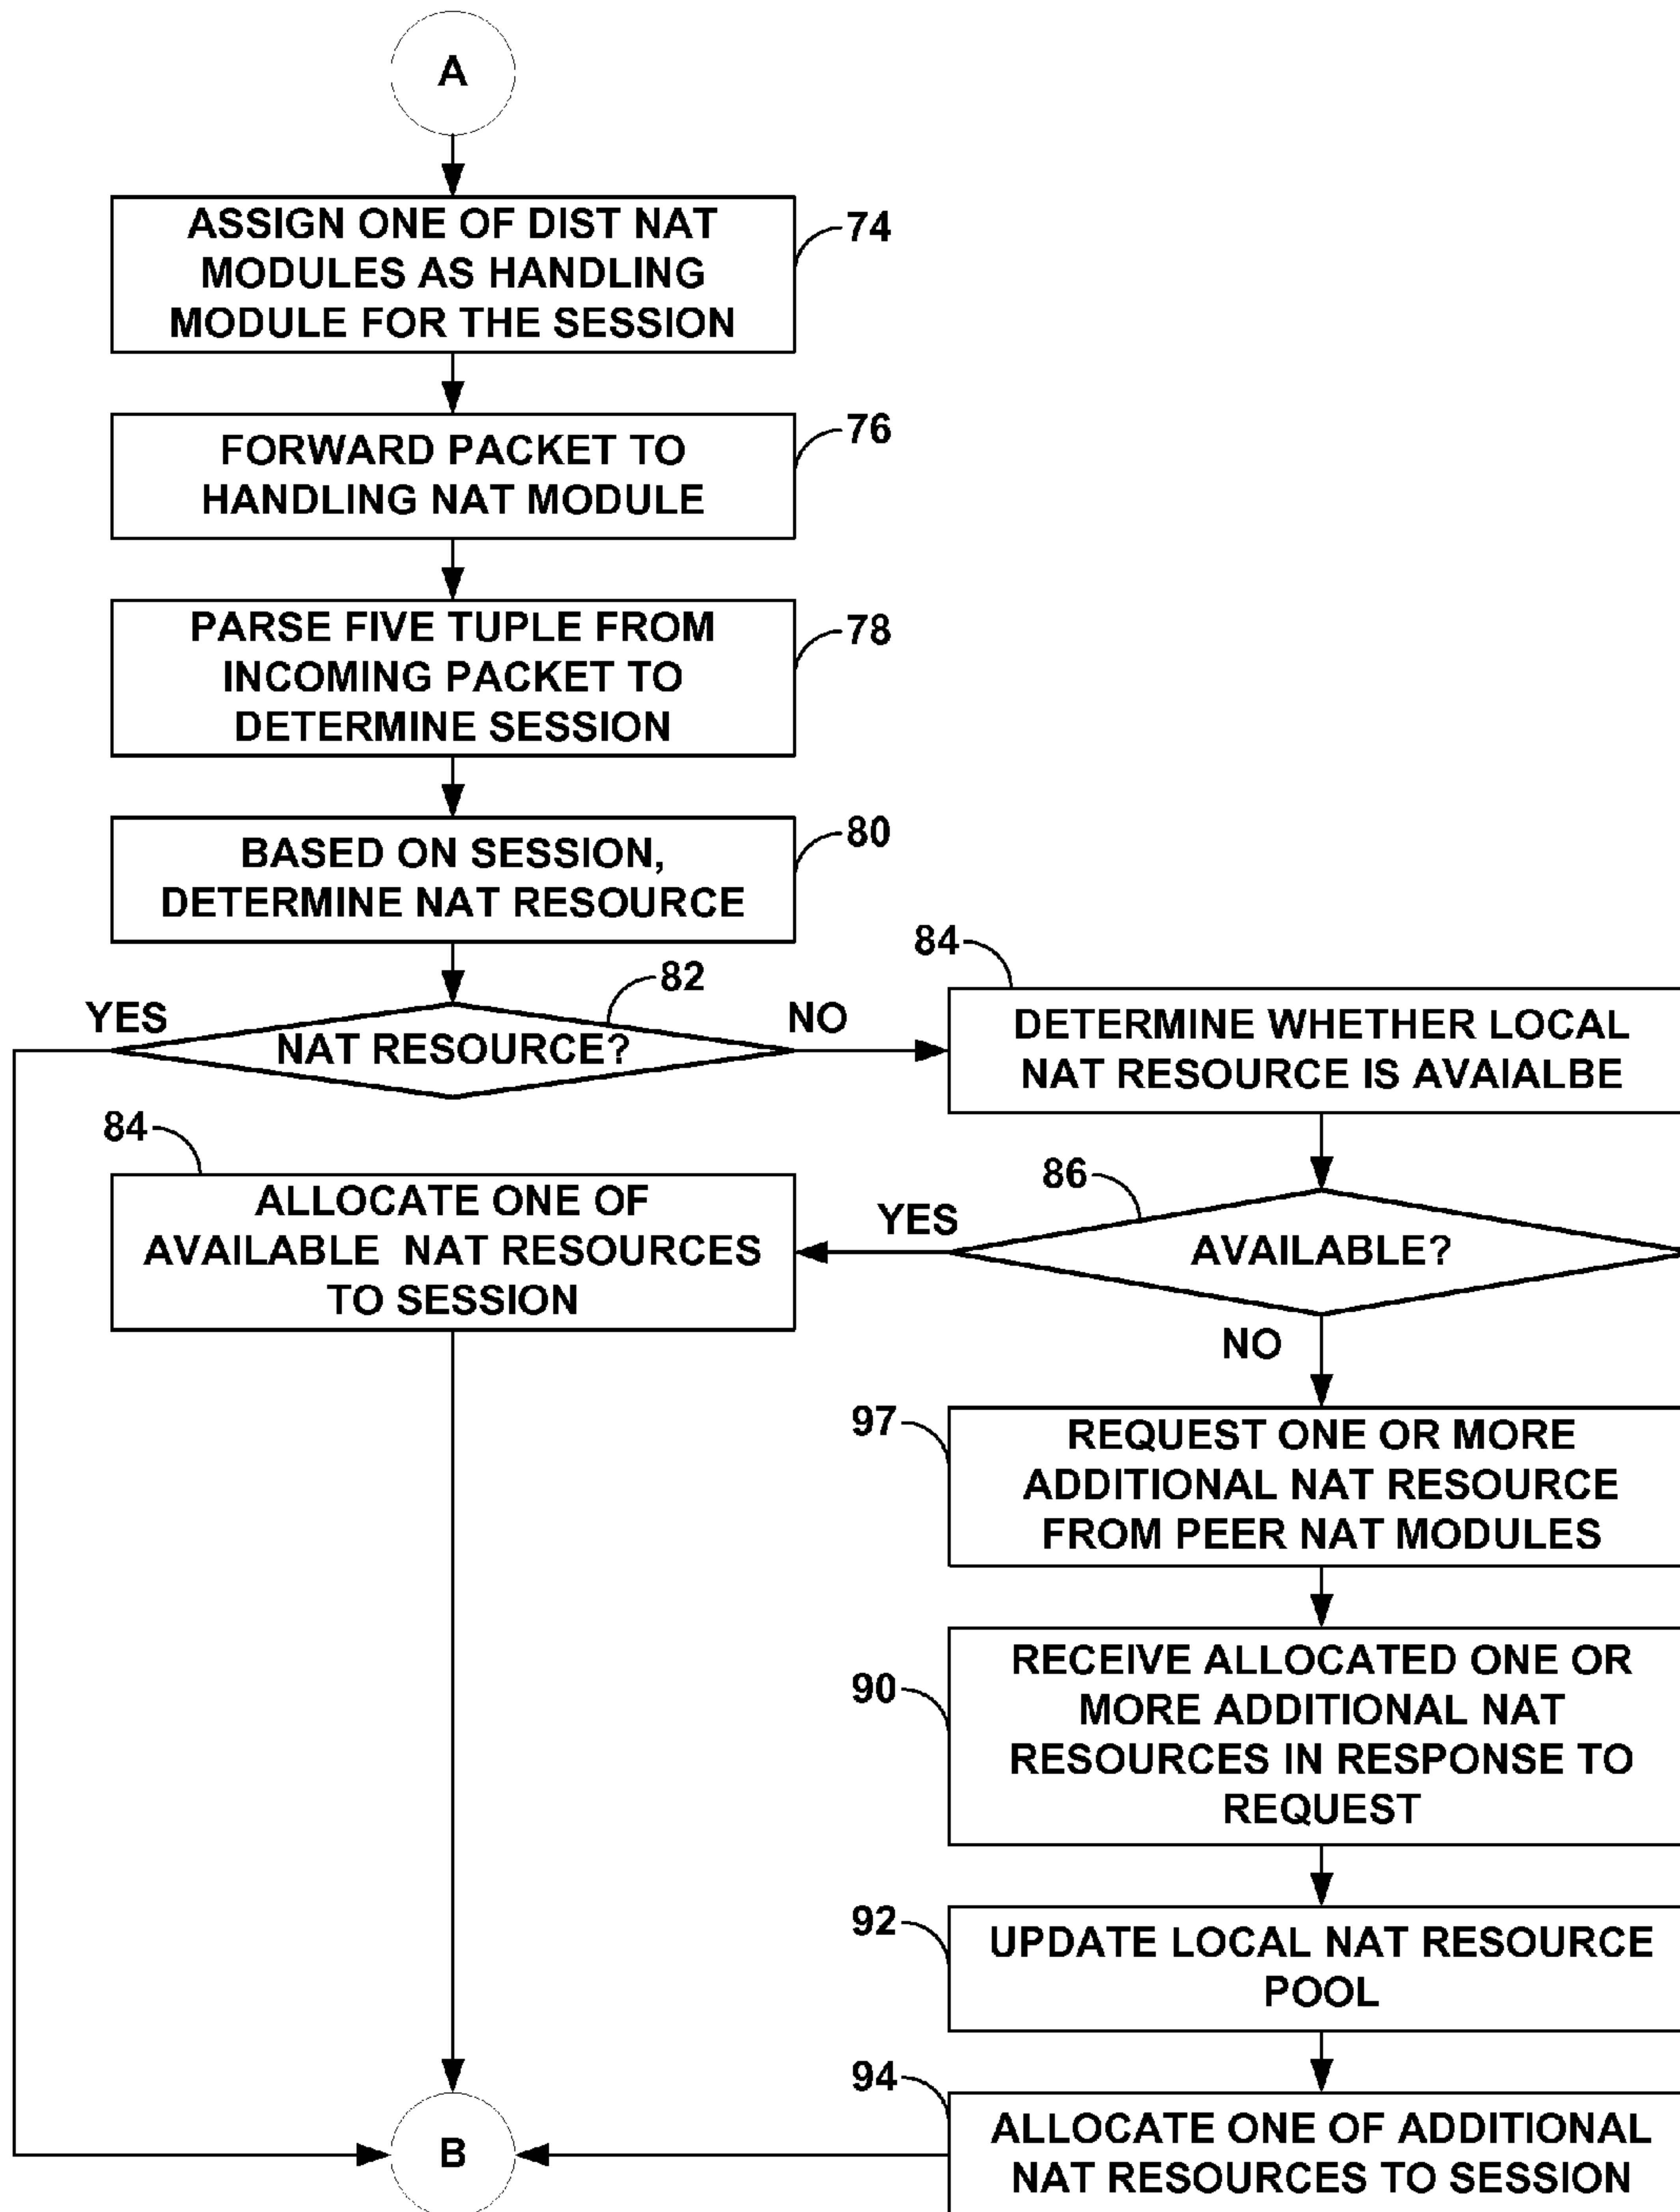 A
ASSIGN ONE OF DIST NAT
MODULES AS HANDLING
MODULE FOR THE SESSION
74
FORWARD PACKET TO
HANDLING NAT MODULE
76
PARSE FIVE TUPLE FROM
INCOMING PACKET TO
DETERMINE SESSION
78
BASED ON SESSION,
DETERMINE NAT RESOURCE
80
82
YES
NAT RESOURCE?
NO
84
DETERMINE WHETHER LOCAL
NAT RESOURCE IS AVAIALBE
84
ALLOCATE ONE OF
AVAILABLE NAT RESOURCES
TO SESSION
86
YES
AVAILABLE?
NO
97
REQUEST ONE OR MORE
ADDITIONAL NAT RESOURCE
FROM PEER NAT MODULES
90
RECEIVE ALLOCATED ONE OR
MORE ADDITIONAL NAT
RESOURCES IN RESPONSE TO
REQUEST
92
UPDATE LOCAL NAT RESOURCE
POOL
94
ALLOCATE ONE OF ADDITIONAL
NAT RESOURCES TO SESSION
B